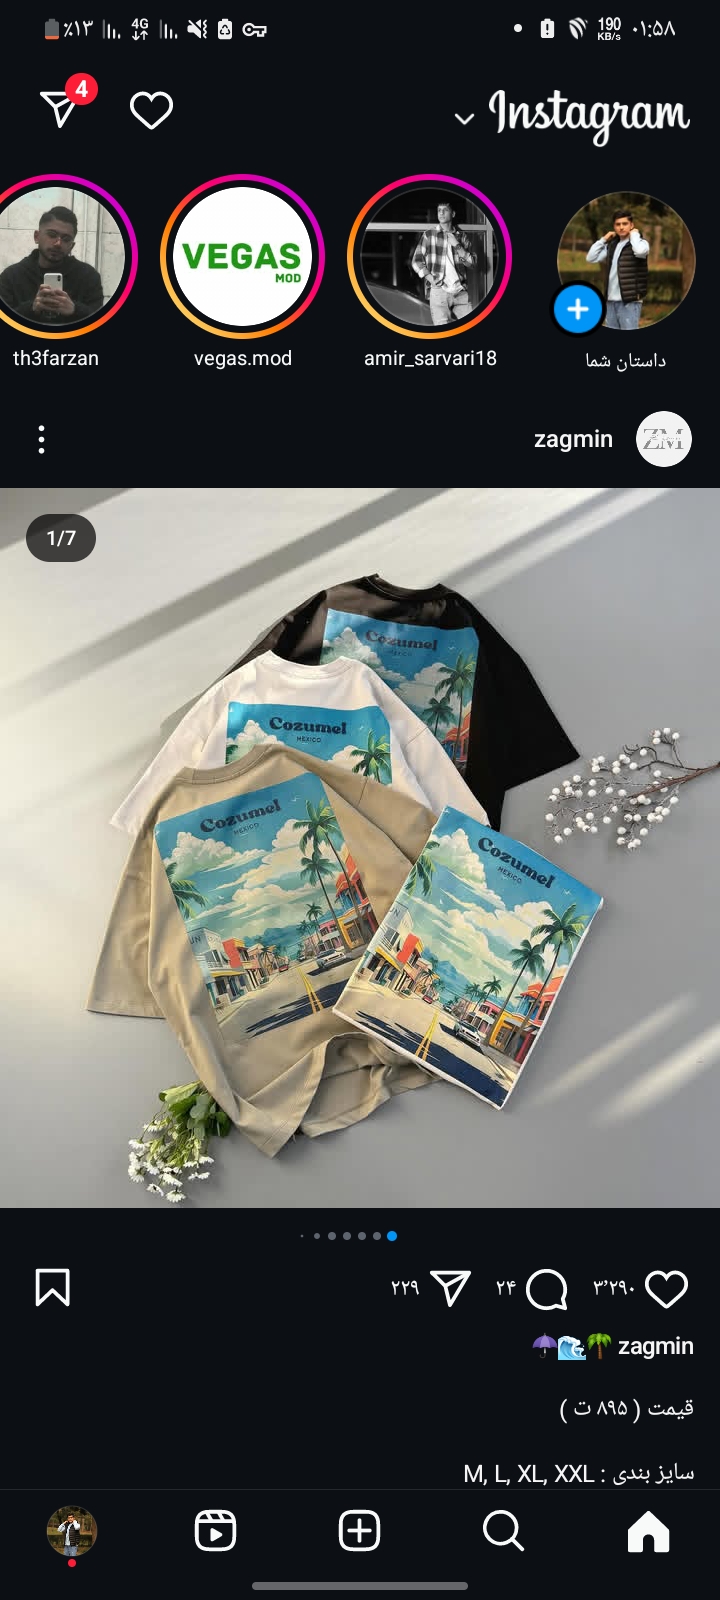 ٪۱۳ 4G 190 KB/s ۰۱:۵۸
4
Instagram
داستان شما
amir_sarvari18
VEGAS
MOD
vegas.mod
th3farzan
ZM
zagmin
1/7
Cozumel
MEXICO
Cozumel
MEXICO
Cozumel
MEXICO
Cozumel
MEXICO
UN
۳٬۲۹۰ ۲۴ ۲۲۹
zagmin 🌴🌊☂️
قیمت ( ۸۹۵ ت )
سایز بندی : M, L, XL, XXL